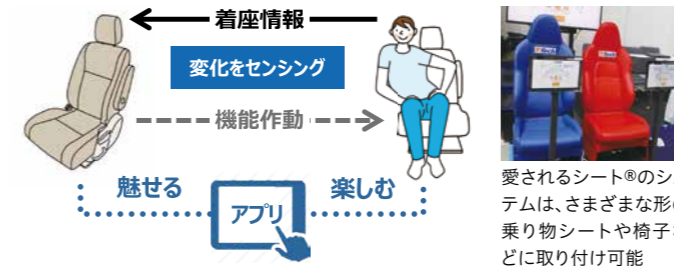 着座情報
変化をセンシング
機能作動
魅せる
楽しむ
アプリ
愛されるシート®のシ
テムは、さまざまな形
乗り物シートや椅子
どに取り付け可能